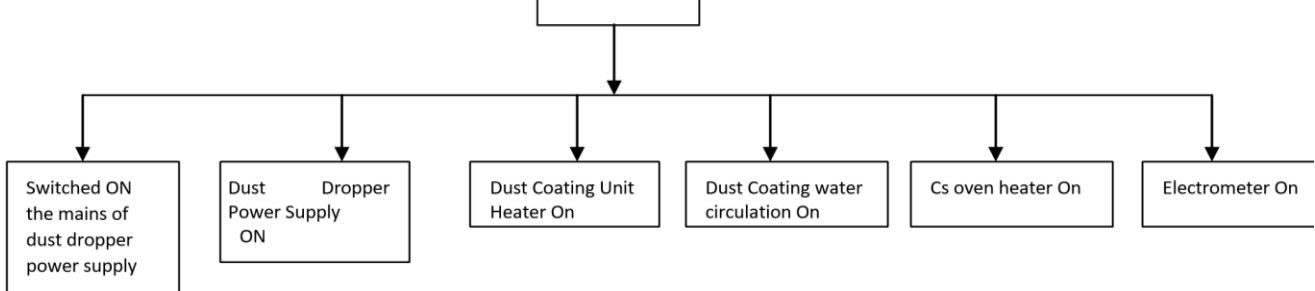 Switched ON
the mains of
dust dropper
power supply
Dust Dropper
Power Supply
ON
Dust Coating Unit
Heater On
Dust Coating water
circulation On
Cs oven heater On
Electrometer On